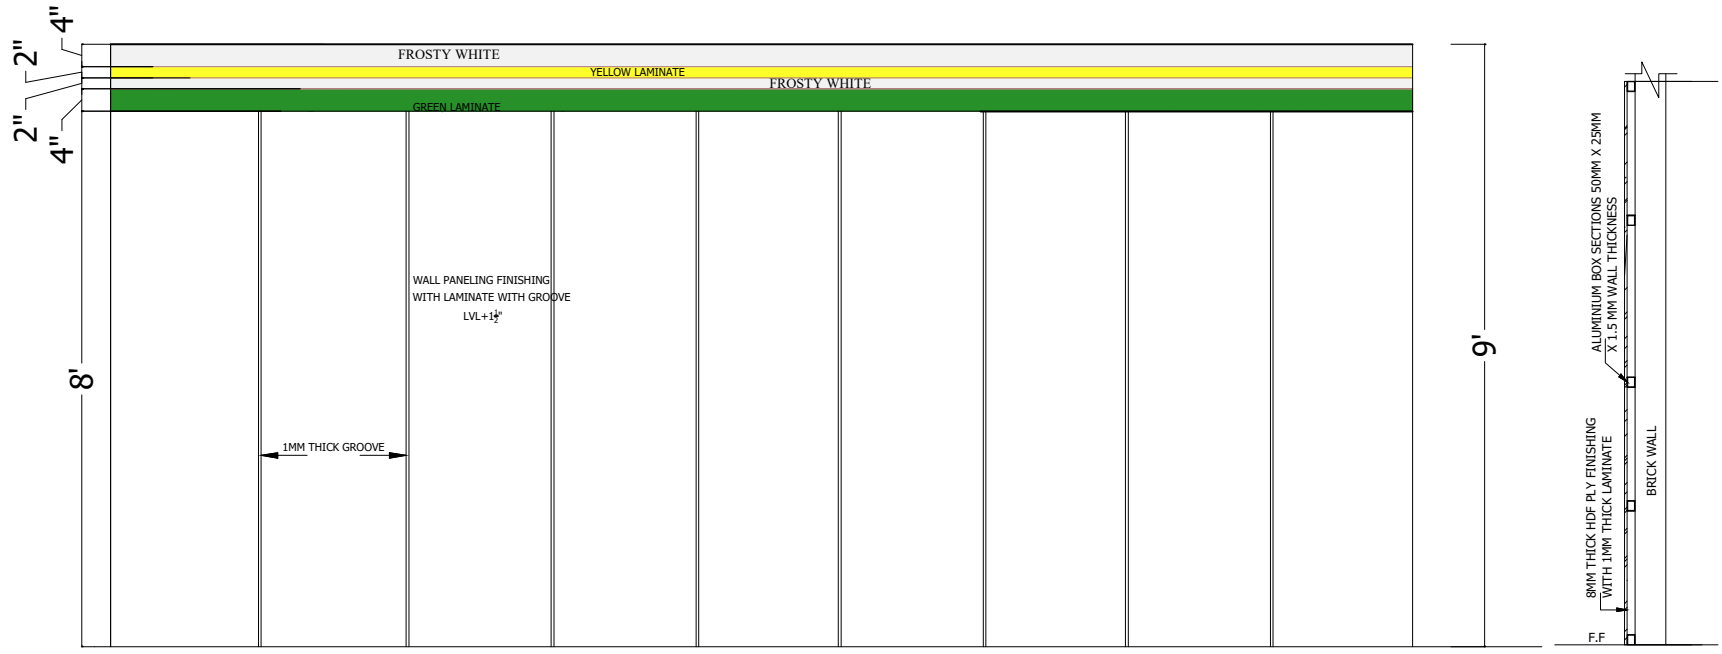 4"
2"
2"
4"
8'
FROSTY WHITE
YELLOW LAMINATE
FROSTY WHITE
GREEN LAMINATE
WALL PANELING FINISHING
WITH LAMINATE WITH GROOVE
LVL+1½"
1MM THICK GROOVE
9'
ALUMINIUM BOX SECTIONS 50MM X 25MM
X 1.5 MM WALL THICKNESS
8MM THICK HDF PLY FINISHING
WITH 1MM THICK LAMINATE
BRICK WALL
F.F